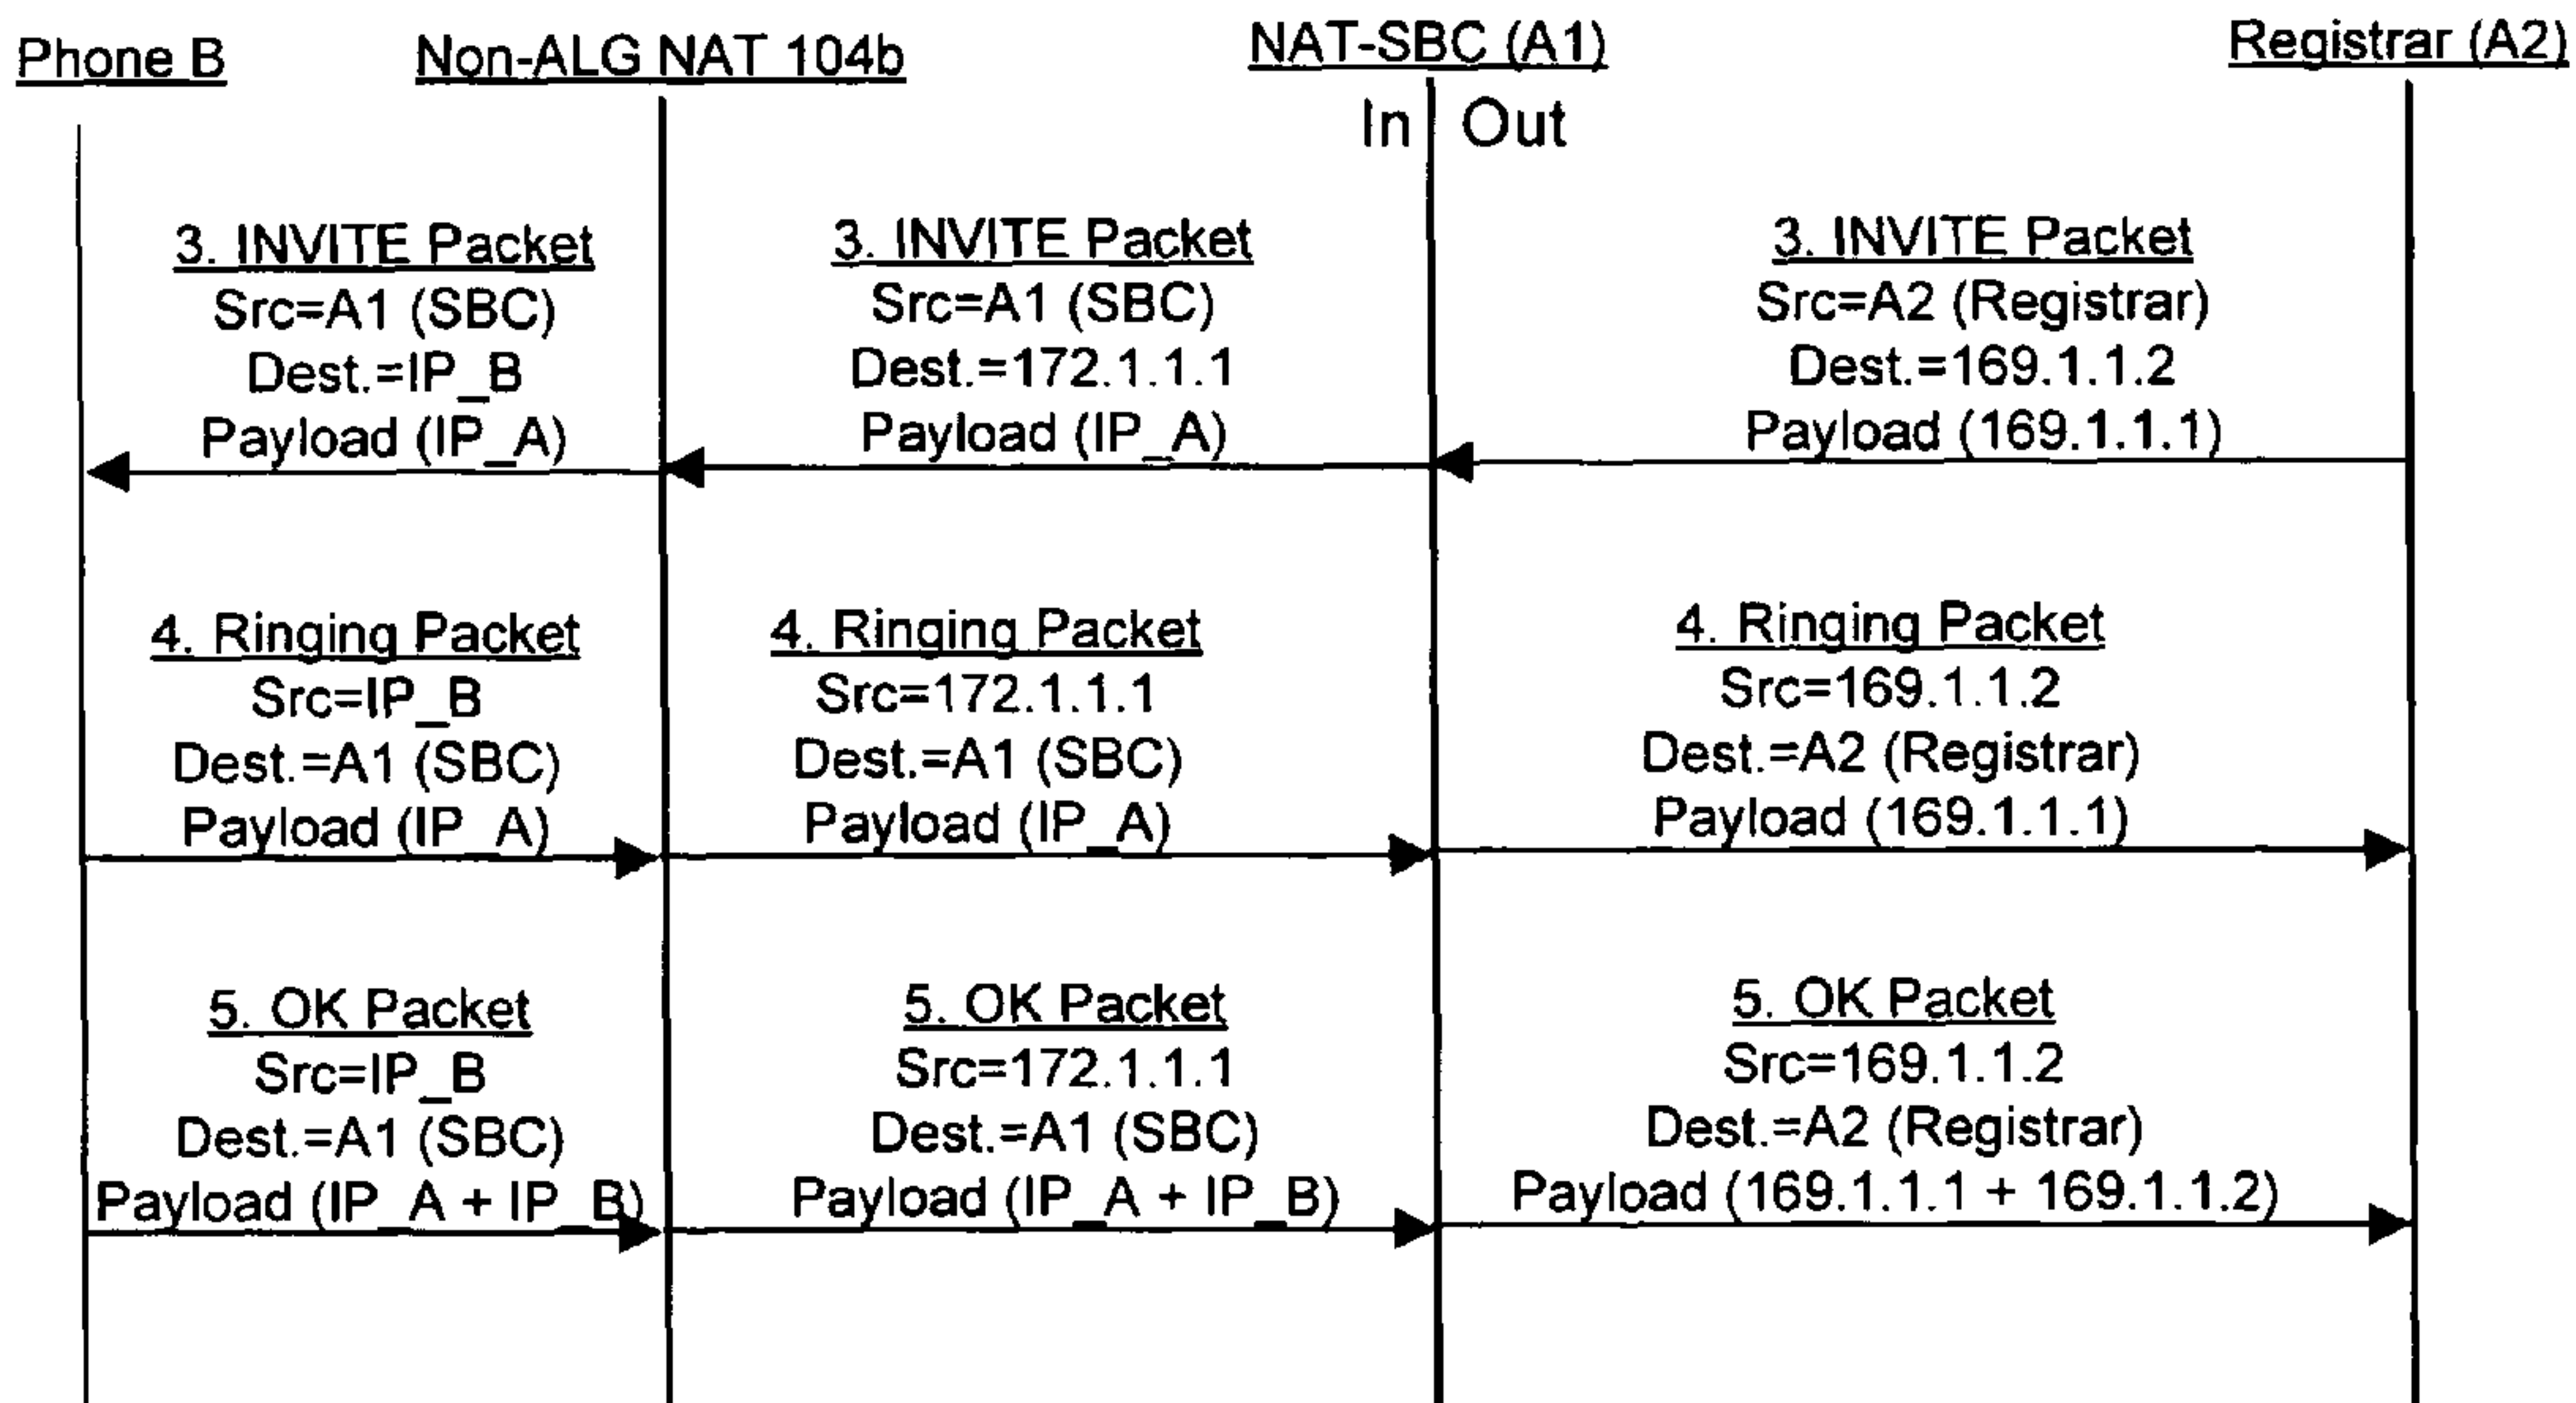 Phone B
Non-ALG NAT 104b
NAT-SBC (A1)
Registrar (A2)
In
Out
3. INVITE Packet
Src=A1 (SBC)
Dest.=IP_B
Payload (IP_A)
3. INVITE Packet
Src=A1 (SBC)
Dest.=172.1.1.1
Payload (IP_A)
3. INVITE Packet
Src=A2 (Registrar)
Dest.=169.1.1.2
Payload (169.1.1.1)
4. Ringing Packet
Src=IP_B
Dest.=A1 (SBC)
Payload (IP_A)
4. Ringing Packet
Src=172.1.1.1
Dest.=A1 (SBC)
Payload (IP_A)
4. Ringing Packet
Src=169.1.1.2
Dest.=A2 (Registrar)
Payload (169.1.1.1)
5. OK Packet
Src=IP_B
Dest.=A1 (SBC)
Payload (IP_A + IP_B)
5. OK Packet
Src=172.1.1.1
Dest.=A1 (SBC)
Payload (IP_A + IP_B)
5. OK Packet
Src=169.1.1.2
Dest.=A2 (Registrar)
Payload (169.1.1.1 + 169.1.1.2)